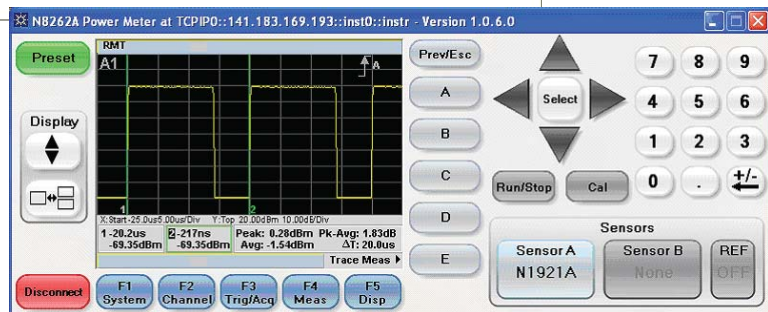 N8262A Power Meter at TCPIP0::141.183.169.193::inst0::instr - Version 1.0.6.0
Preset
Display
Disconnect
RMT
A1
A
1
2
X:Start-25.0us5.00us/Div Y:Top 20.00dBm 10.00dB/Div
1 -20.2us
-69.35dBm
2 -217ns
-69.35dBm
Peak: 0.28dBm Pk-Avg: 1.83dB
Avg: -1.54dBm ΔT: 20.0us
Trace Meas
F1 System
F2 Channel
F3 Trig/Acq
F4 Meas
F5 Disp
Prev/Esc
A
B
C
D
E
Select
Run/Stop
Cal
7 8 9
4 5 6
1 2 3
0 . +/-
Sensors
Sensor A
N1921A
Sensor B
None
REF
OFF